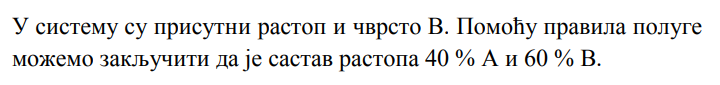 У систему су присутни растоп и чврсто B. Помоћу правила полуге
можемо закључити да је састав растопа 40 % A и 60 % B.